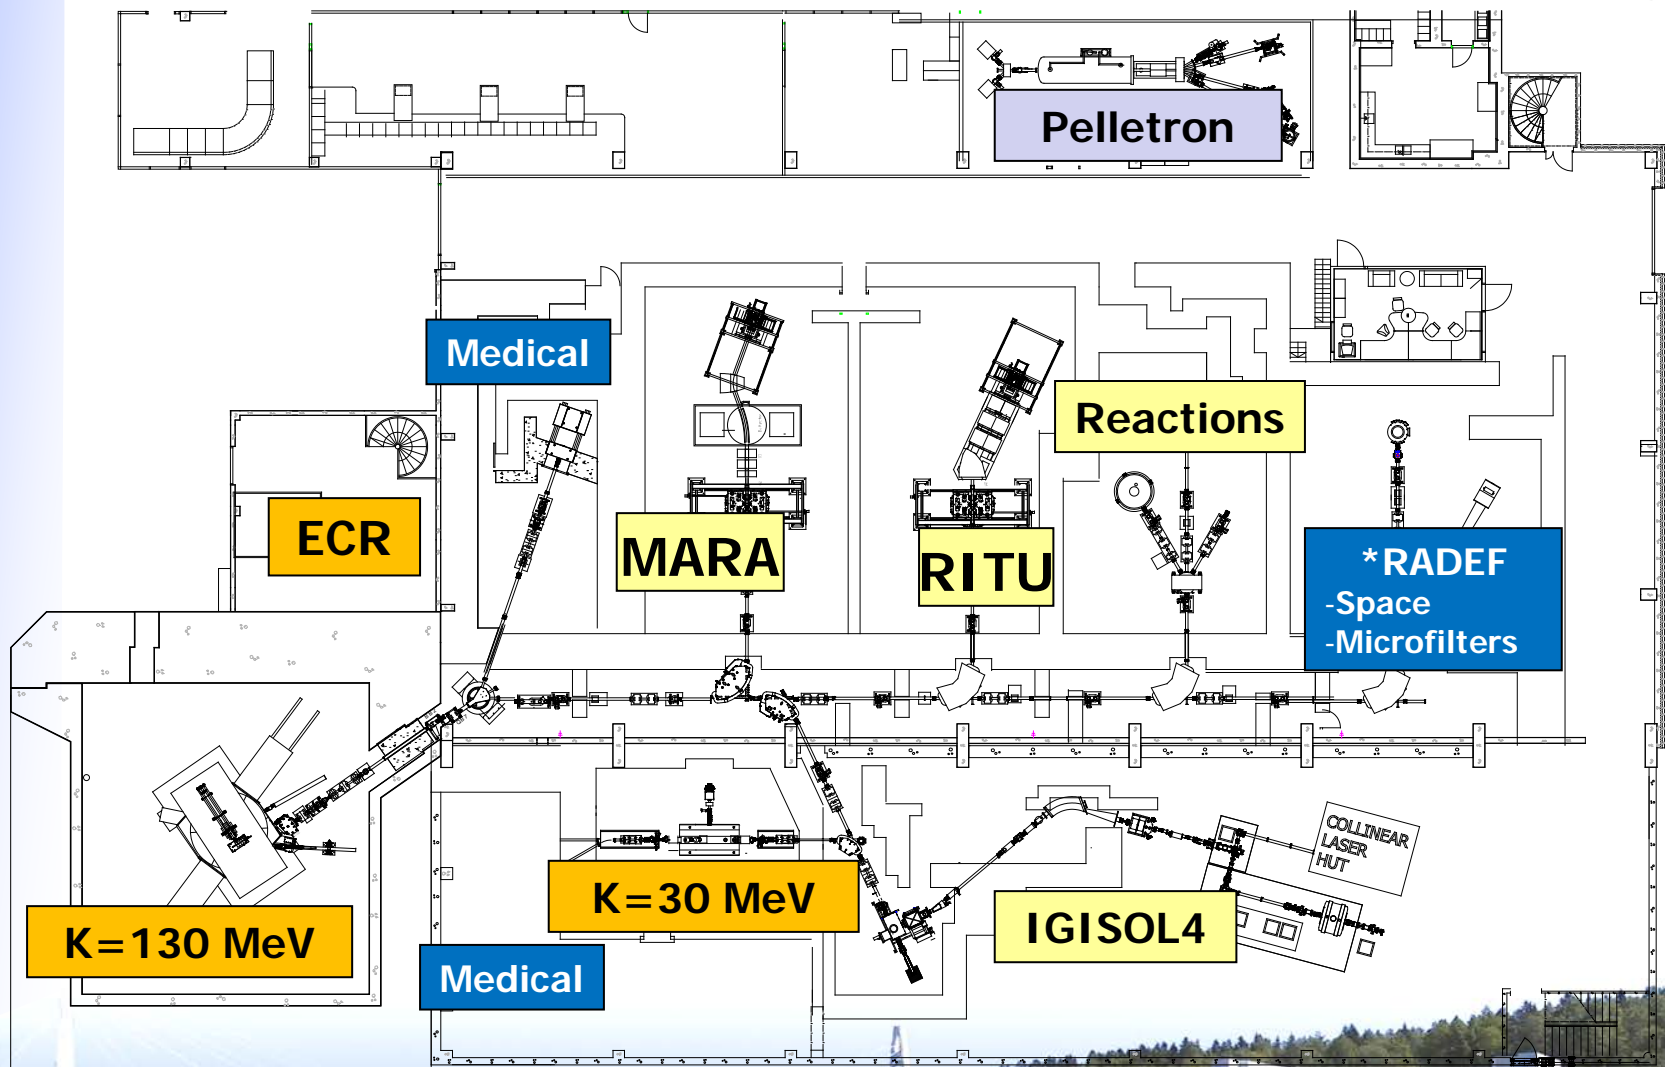 Pelletron
Medical
Reactions
ECR
MARA
RITU
*RADEF
-Space
-Microfilters
COLLINEAR
LASER
HUT
K=30 MeV
IGISOL4
K=130 MeV
Medical